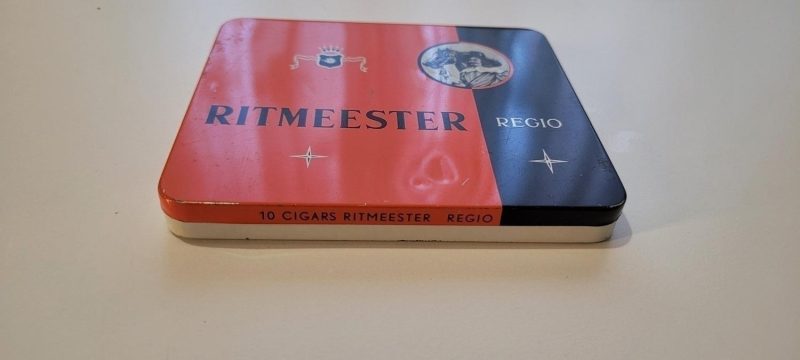 RITMEESTER
REGIO
10 CIGARS RITMEESTER REGIO